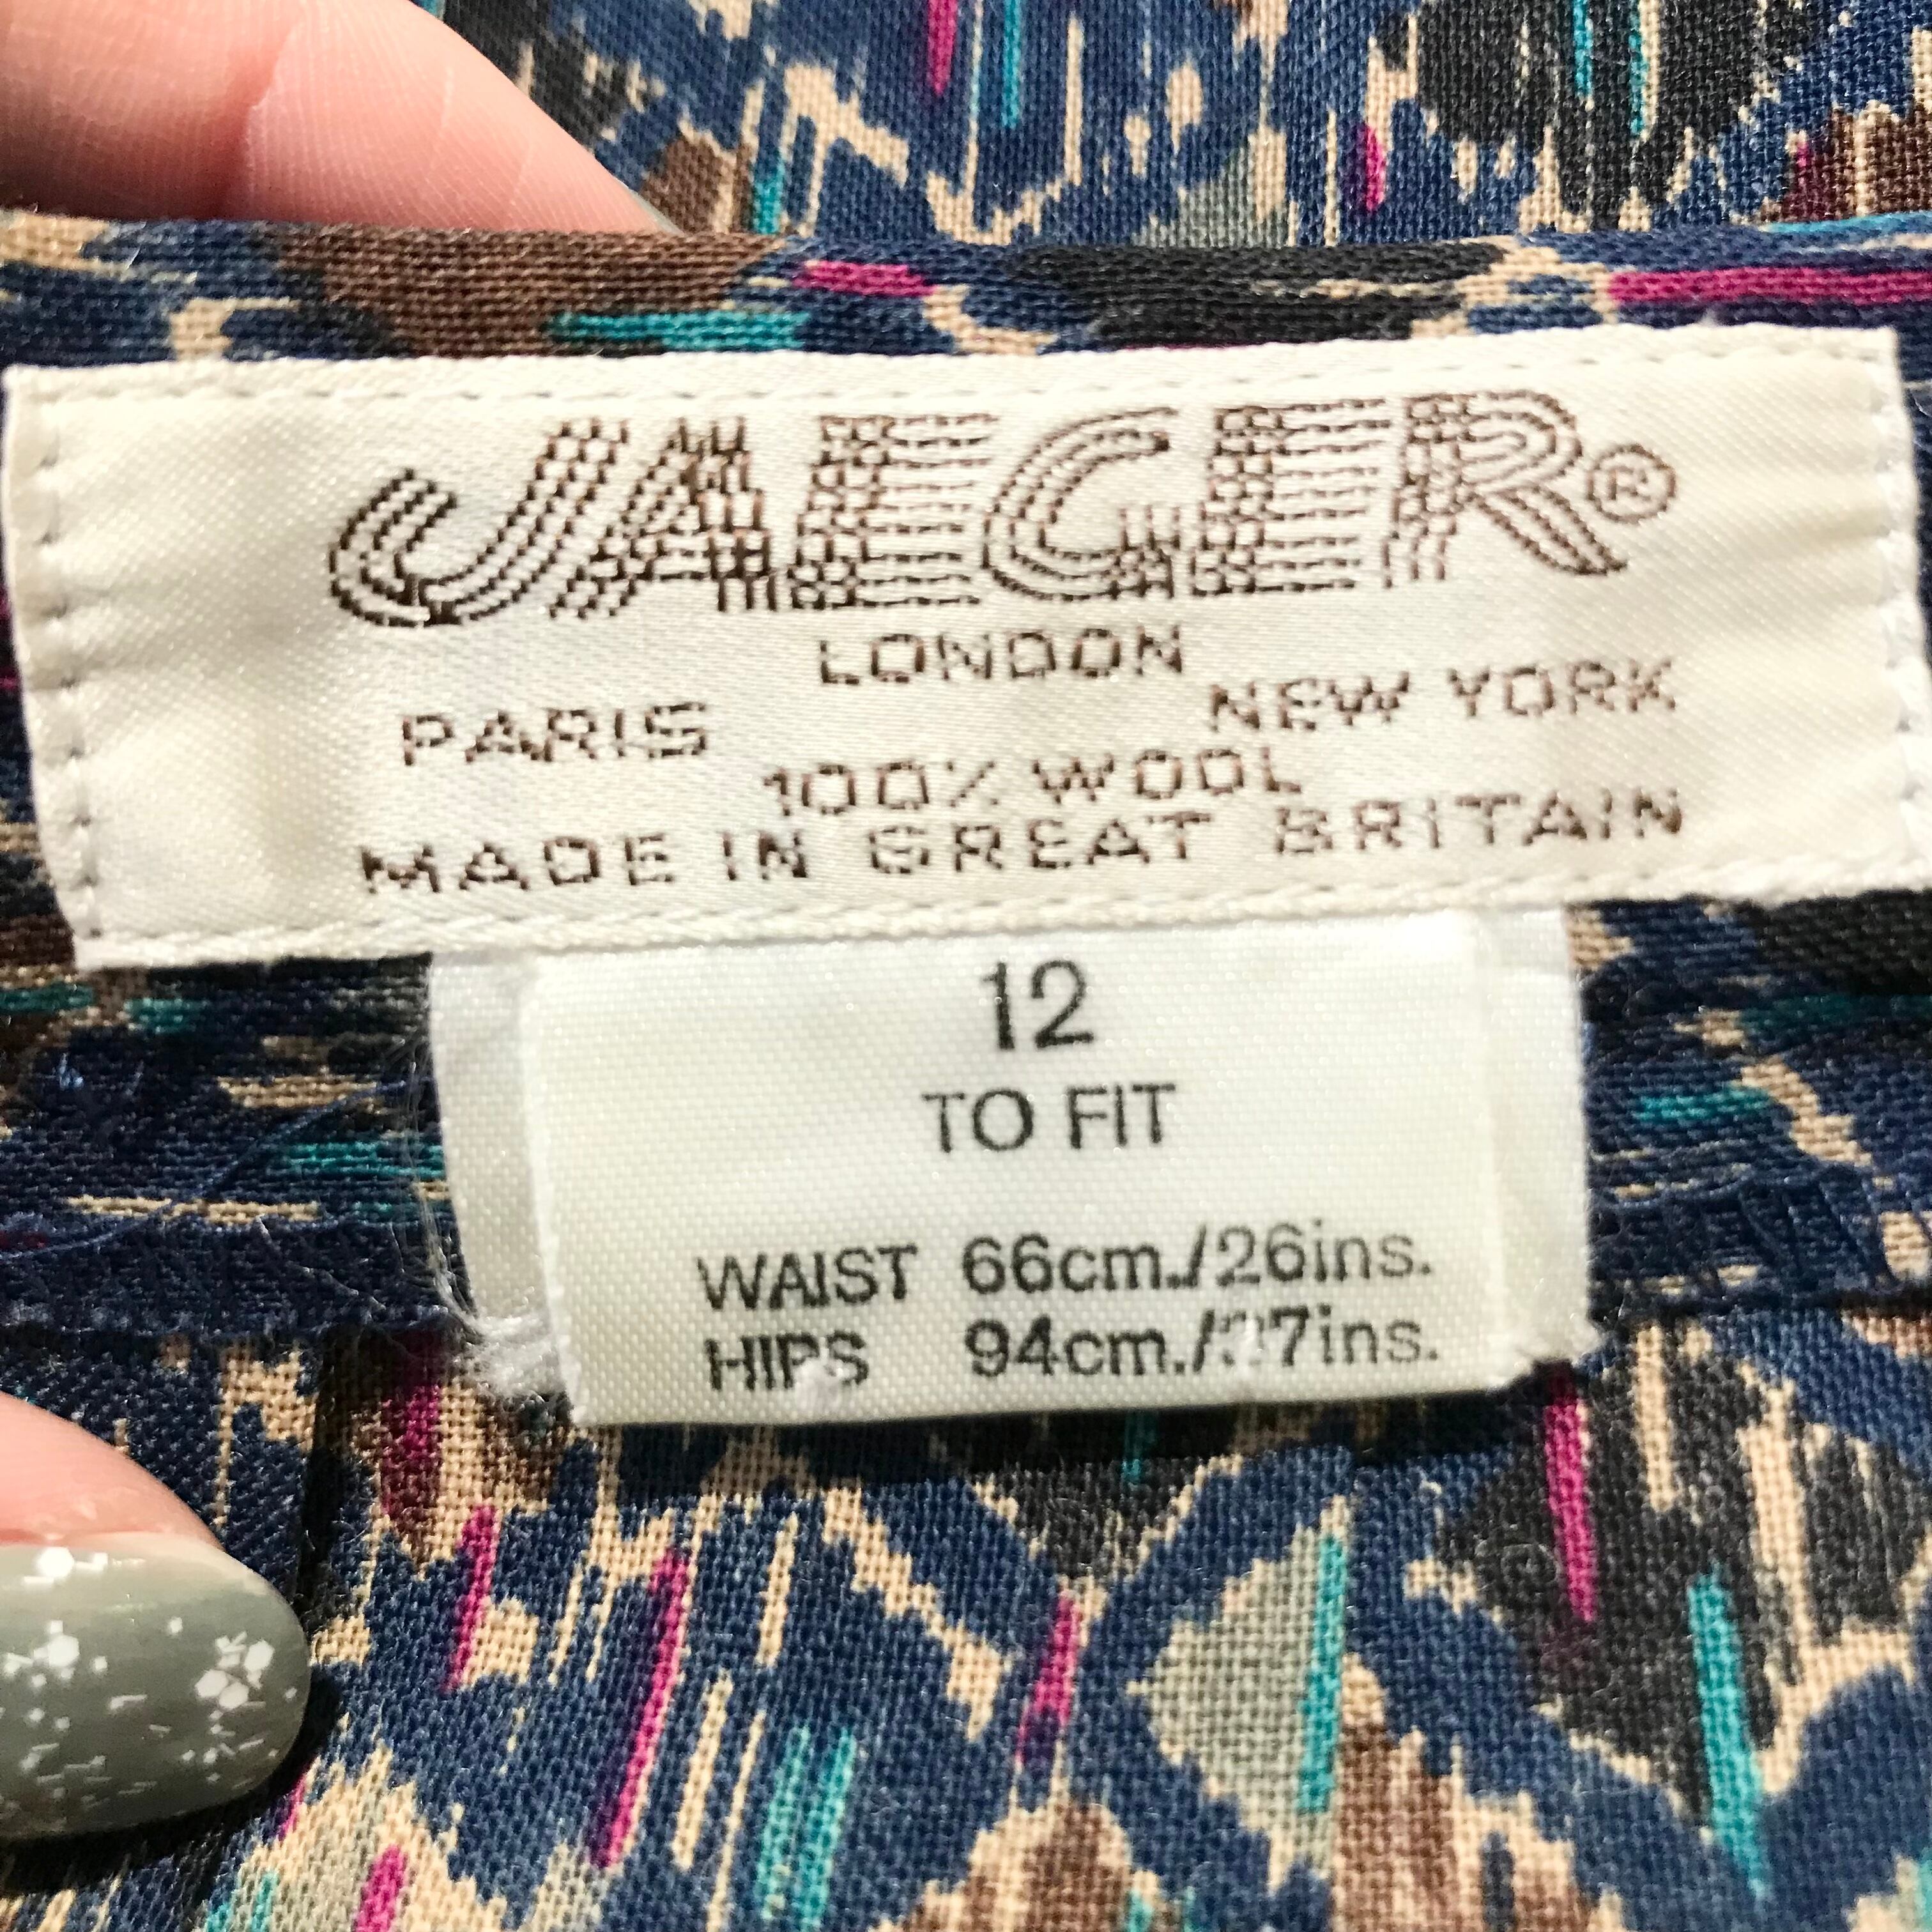 JAEGER®
LONDON
PARIS NEW YORK
100% WOOL
MADE IN GREAT BRITAIN
12
TO FIT
WAIST 66cm./26ins.
HIPS 94cm./37ins.